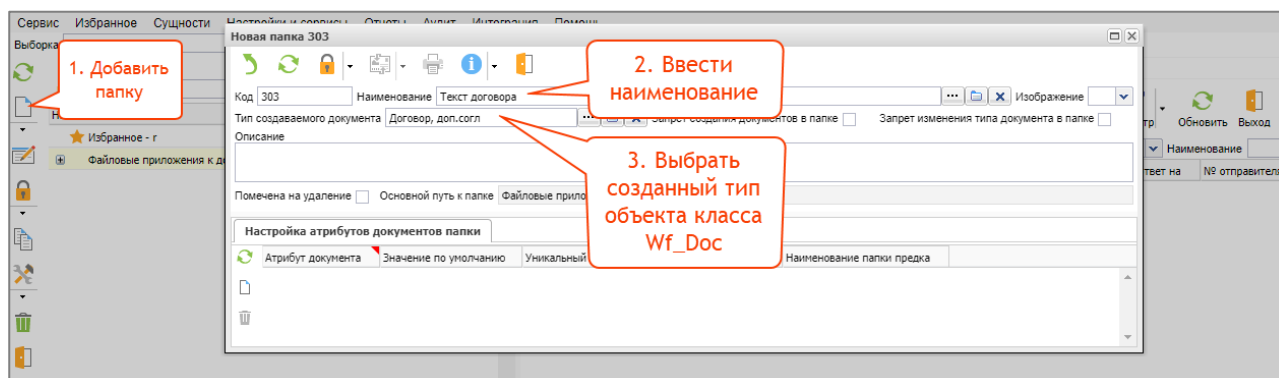 Сервис Избранное Сущности Настройки и сервисы Отчеты Аудит Интеграция Помощь
Выборка
Новая папка 303
1. Добавить папку
2. Ввести наименование
Код 303 Наименование Текст договора Изображение
Тип создаваемого документа Договор, доп.согл Запрет создания документов в папке Запрет изменения типа документа в папке
Обновить Выход
Избранное - г
Описание
Наименование
Файловые приложения к д
3. Выбрать созданный тип объекта класса Wf_Doc
твет на № отправителя
Помечена на удаление Основной путь к папке Файловые прило
Настройка атрибутов документов папки
Атрибут документа Значение по умолчанию Уникальный Наименование папки предка